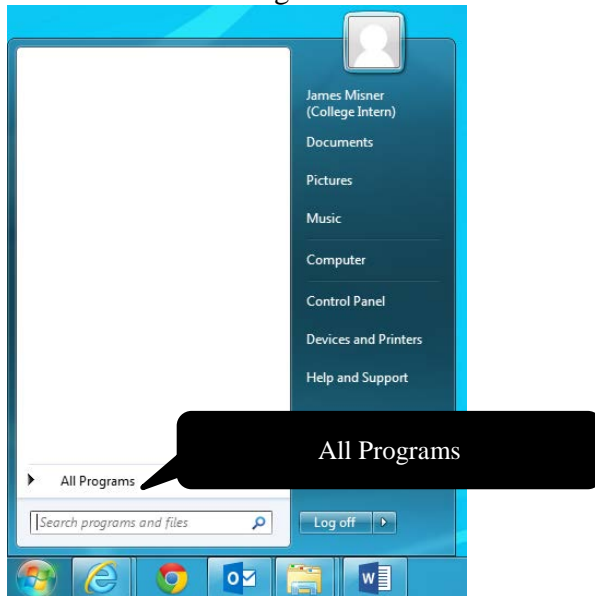 James Misner
(College Intern)
Documents
Pictures
Music
Computer
Control Panel
Devices and Printers
Help and Support
All Programs
All Programs
Search programs and files
Log off